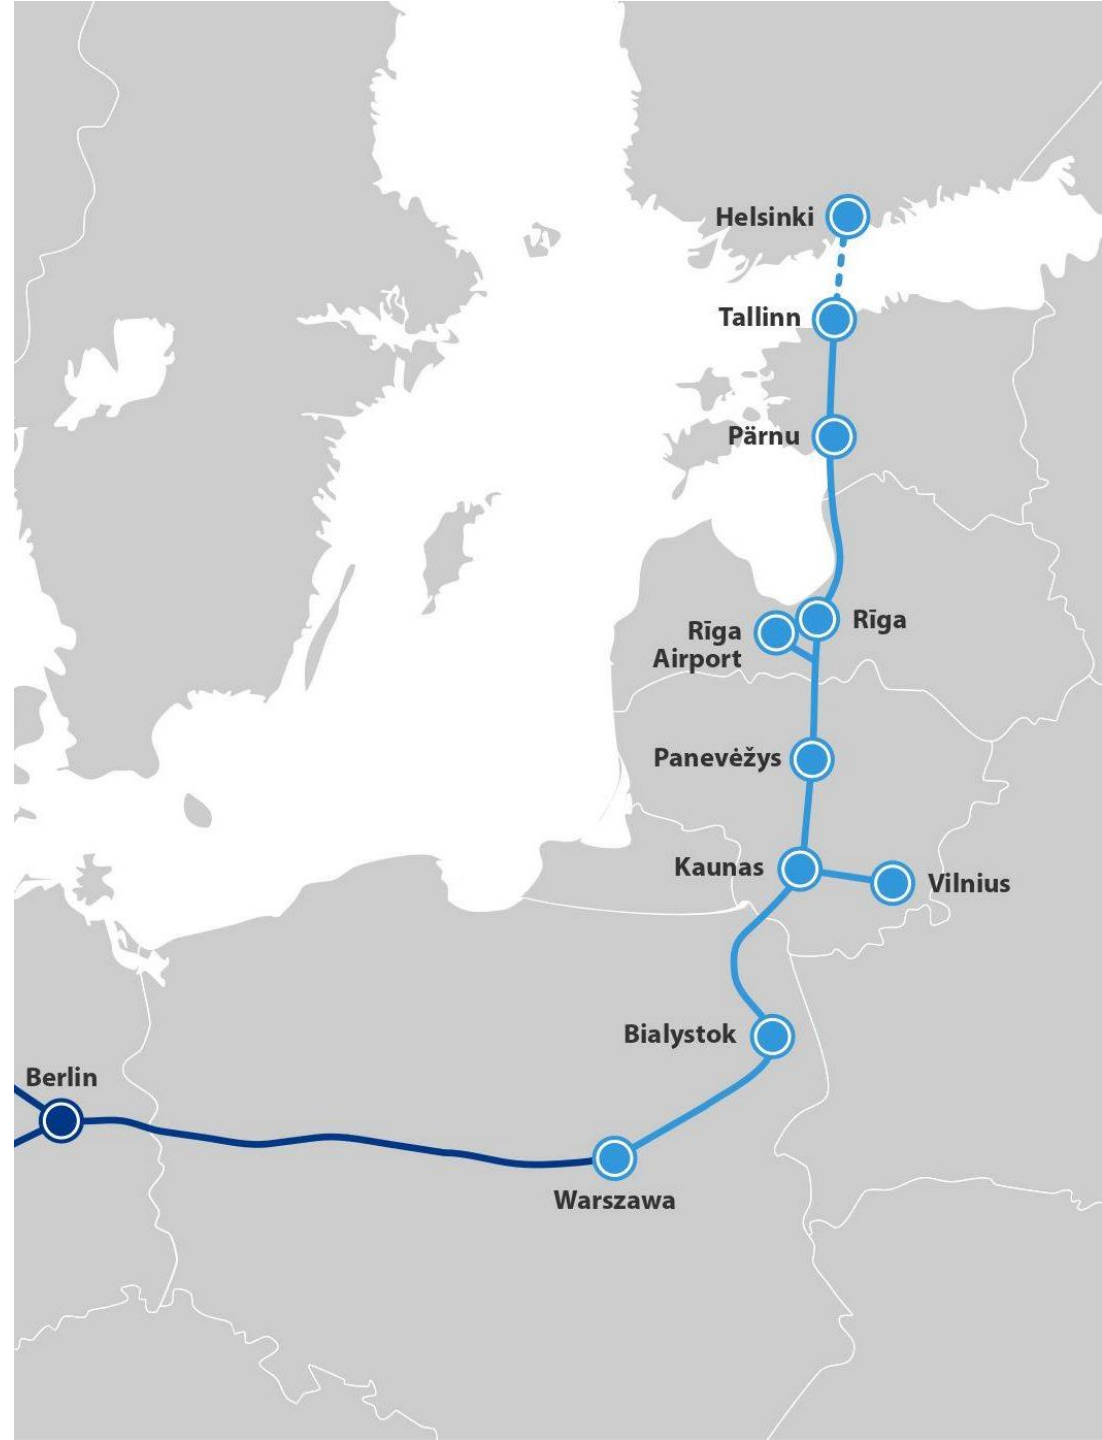 Helsinki
Tallinn
Pärnu
Rīga
Rīga
Airport
Panevėžys
Kaunas
Vilnius
Bialystok
Berlin
Warszawa